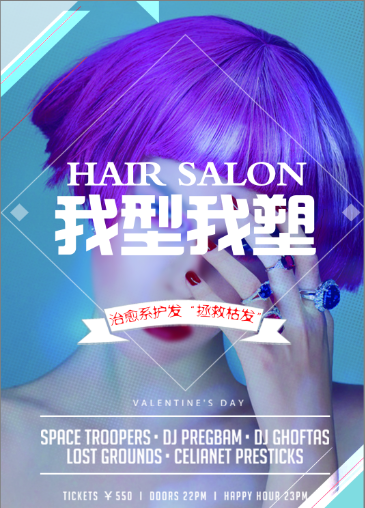 HAIR SALON
我型我塑
治愈系护发“拯救枯发”
VALENTINE'S DAY
SPACE TROOPERS • DJ PREGBAM • DJ GHOFTAS
LOST GROUNDS • CELIANET PRESTICKS
TICKETS ￥550 | DOORS 22PM | HAPPY HOUR 23PM